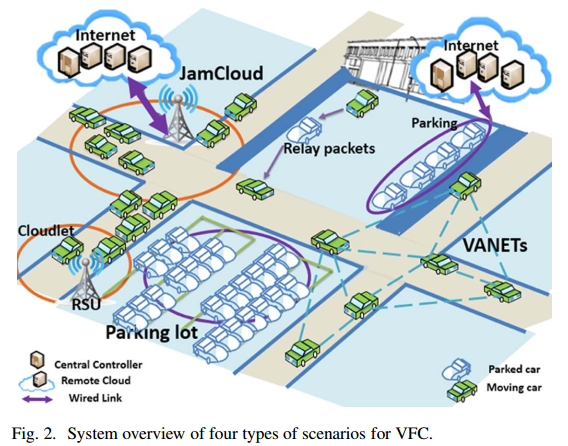 Internet
Internet
JamCloud
Parking
Relay packets
Cloudlet
VANETs
RSU
Parking lot
Central Controller
Remote Cloud
Wired Link
Parked car
Moving car
Fig. 2. System overview of four types of scenarios for VFC.